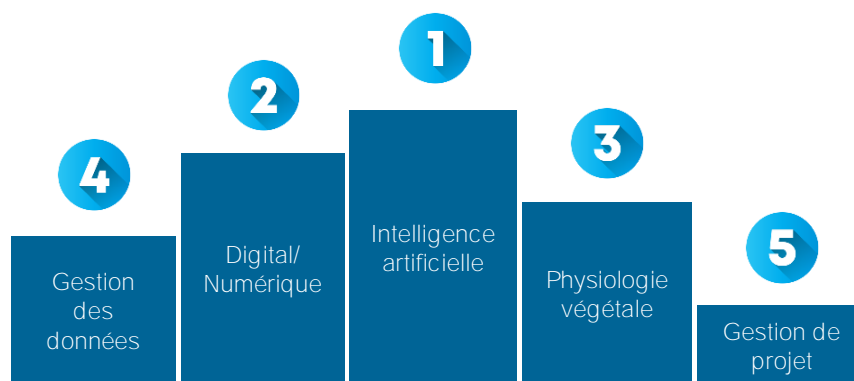 4
Gestion
des
données
2
Digital/
Numérique
1
Intelligence
artificielle
3
Physiologie
végétale
5
Gestion de
projet